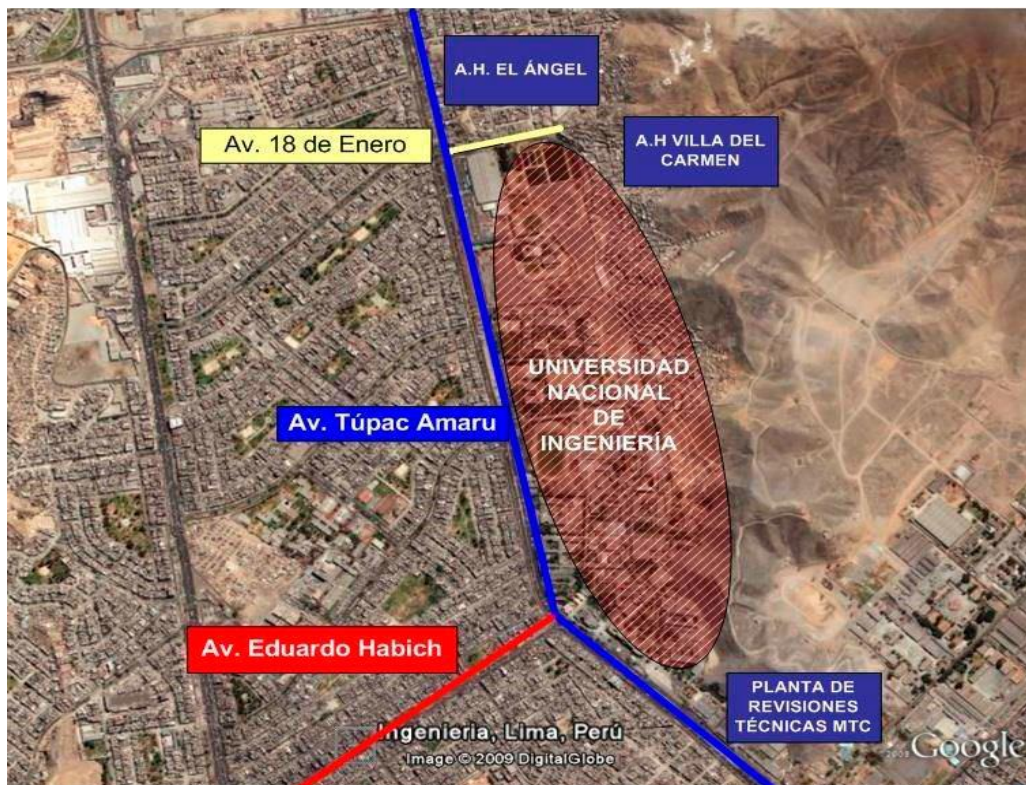 A.H. EL ÁNGEL
Av. 18 de Enero
A.H VILLA DEL
CARMEN
UNIVERSIDAD
NACIONAL
DE
INGENIERÍA
Av. Túpac Amaru
Av. Eduardo Habich
PLANTA DE
REVISIONES
TÉCNICAS MTC
Ingenieria, Lima, Perú
Image © 2009 DigitalGlobe
Google